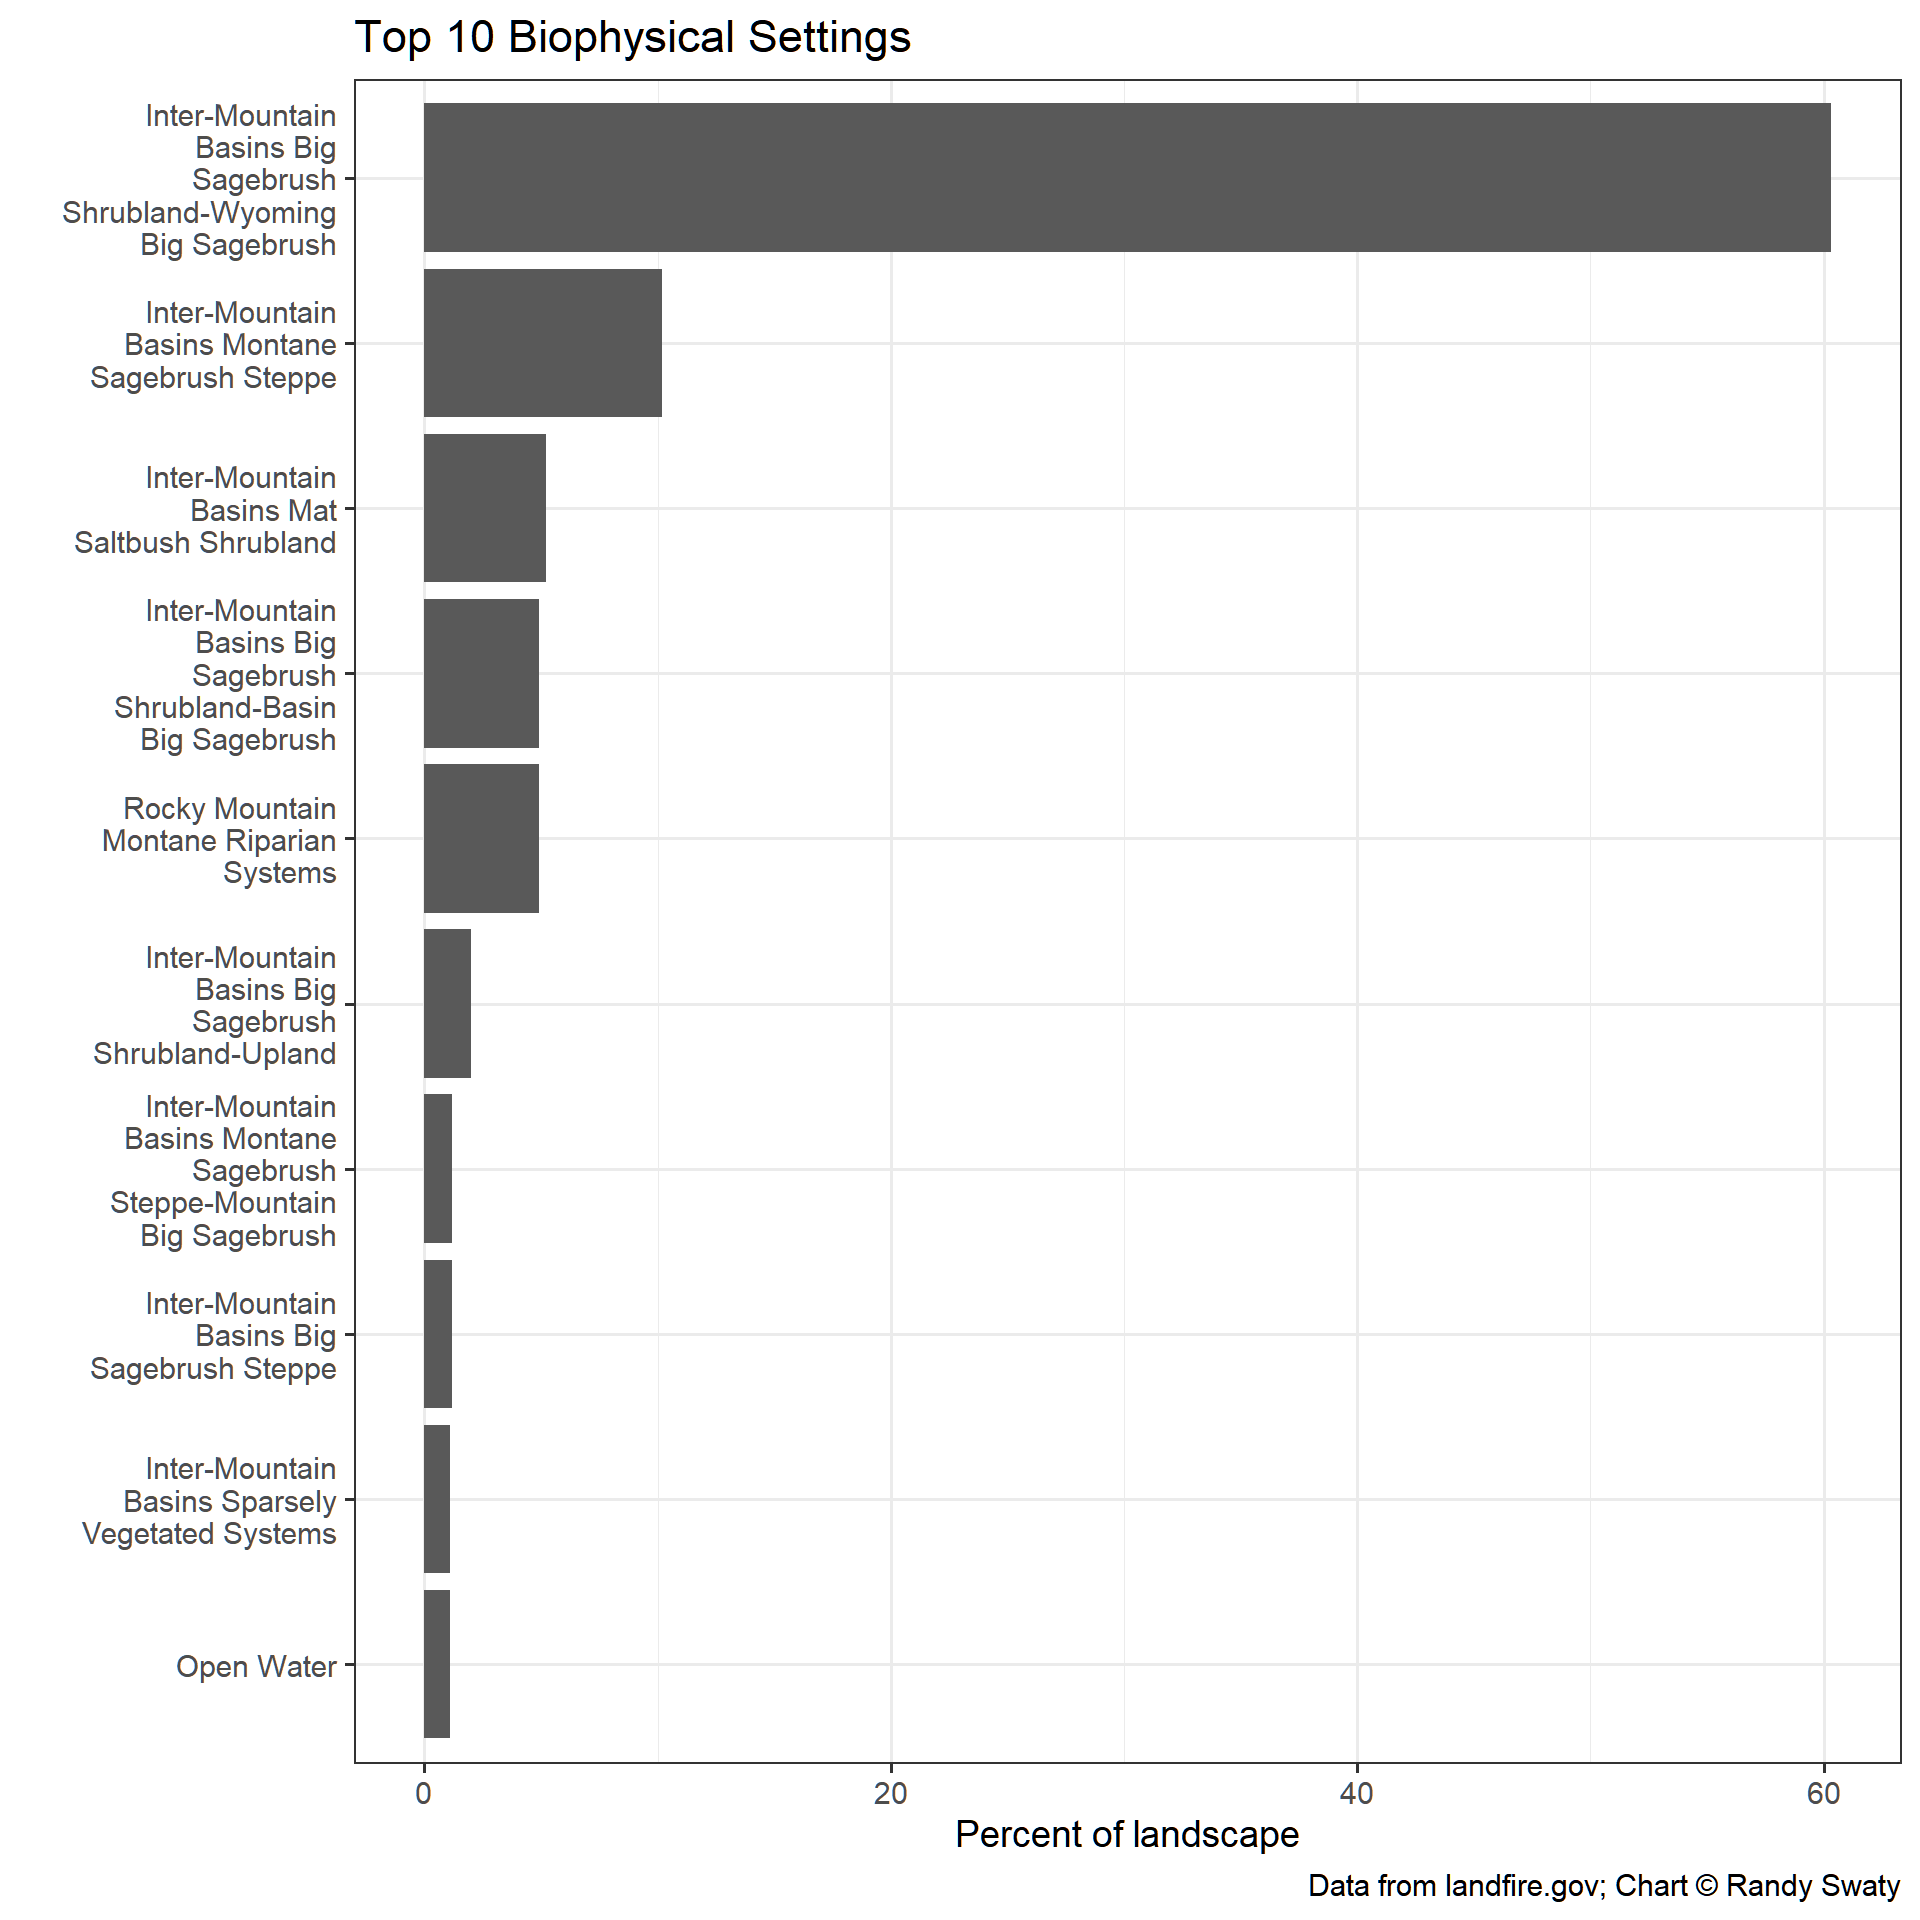 Top 10 Biophysical Settings
Inter-Mountain
Basins Big
Sagebrush
Shrubland-Wyoming
Big Sagebrush
Inter-Mountain
Basins Montane
Sagebrush Steppe
Inter-Mountain
Basins Mat
Saltbush Shrubland
Inter-Mountain
Basins Big
Sagebrush
Shrubland-Basin
Big Sagebrush
Rocky Mountain
Montane Riparian
Systems
Inter-Mountain
Basins Big
Sagebrush
Shrubland-Upland
Inter-Mountain
Basins Montane
Sagebrush
Steppe-Mountain
Big Sagebrush
Inter-Mountain
Basins Big
Sagebrush Steppe
Inter-Mountain
Basins Sparsely
Vegetated Systems
Open Water
0 20 40 60
Percent of landscape
Data from landfire.gov; Chart © Randy Swaty